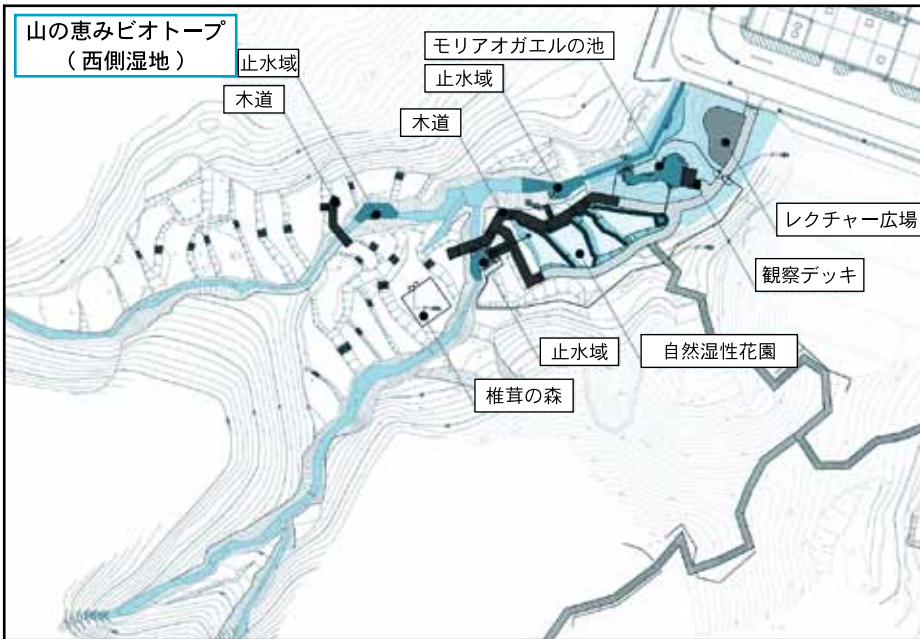 山の恵みビオトープ
（ 西側湿地 ）
止水域
木道
モリアオガエルの池
止水域
木道
レクチャー広場
観察デッキ
止水域
自然湿性花園
椎茸の森